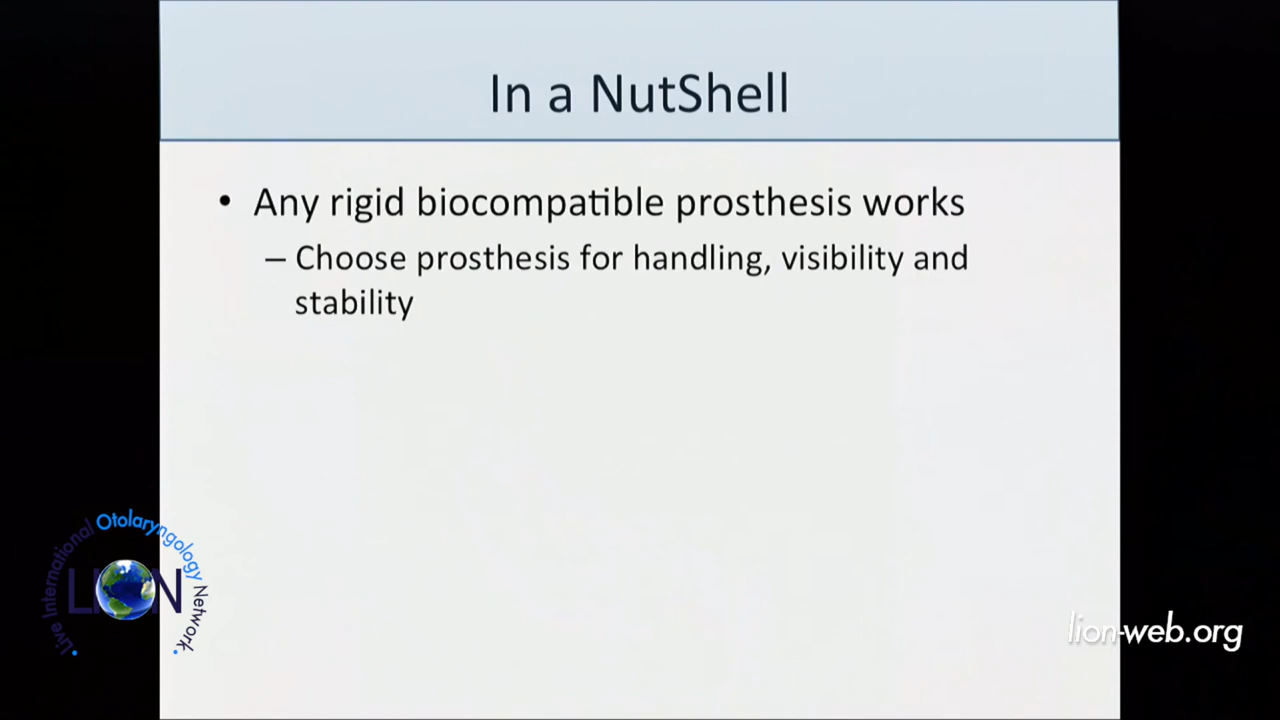 In a NutShell
• Any rigid biocompatible prosthesis works
– Choose prosthesis for handling, visibility and
stability
Live International Otolaryngology Network
LION
lion-web.org